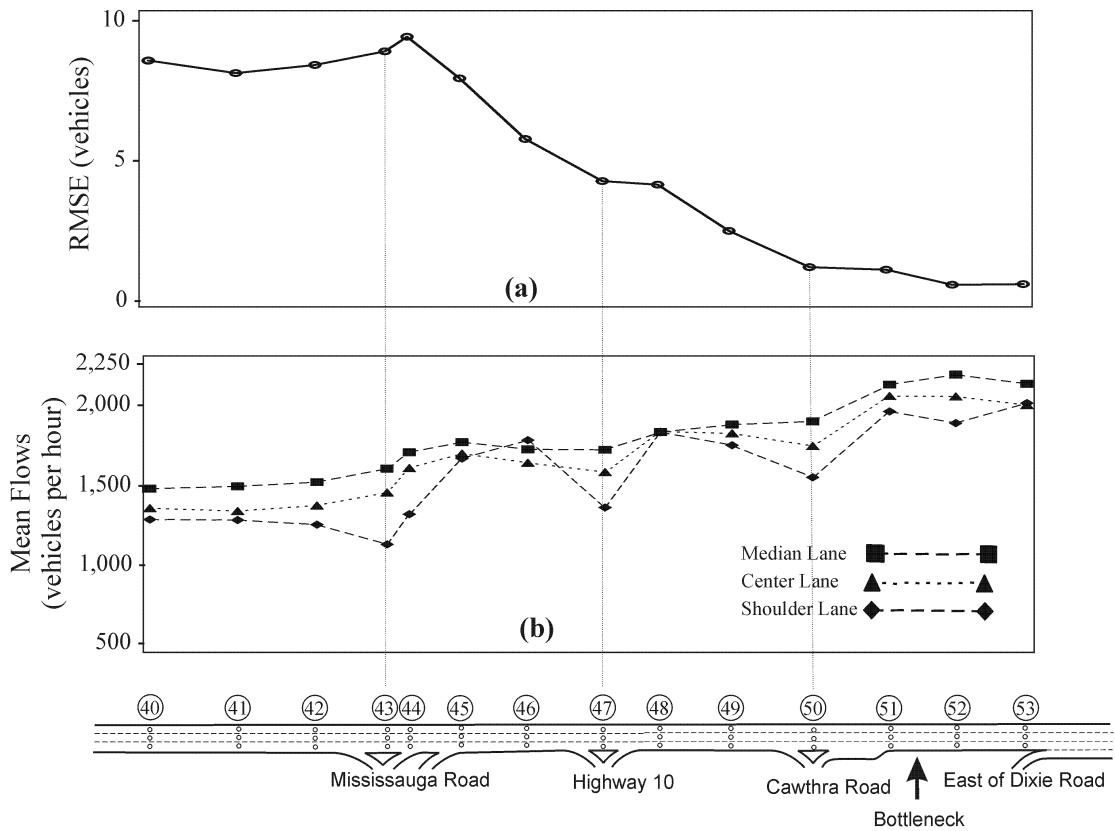 10
5
0
RMSE (vehicles)
(a)
2,250
2,000
1,500
1,000
500
Mean Flows
(vehicles per hour)
Median Lane
Center Lane
Shoulder Lane
(b)
40 41 42 43 44 45 46 47 48 49 50 51 52 53
Mississauga Road Highway 10 Cawthra Road East of Dixie Road
Bottleneck